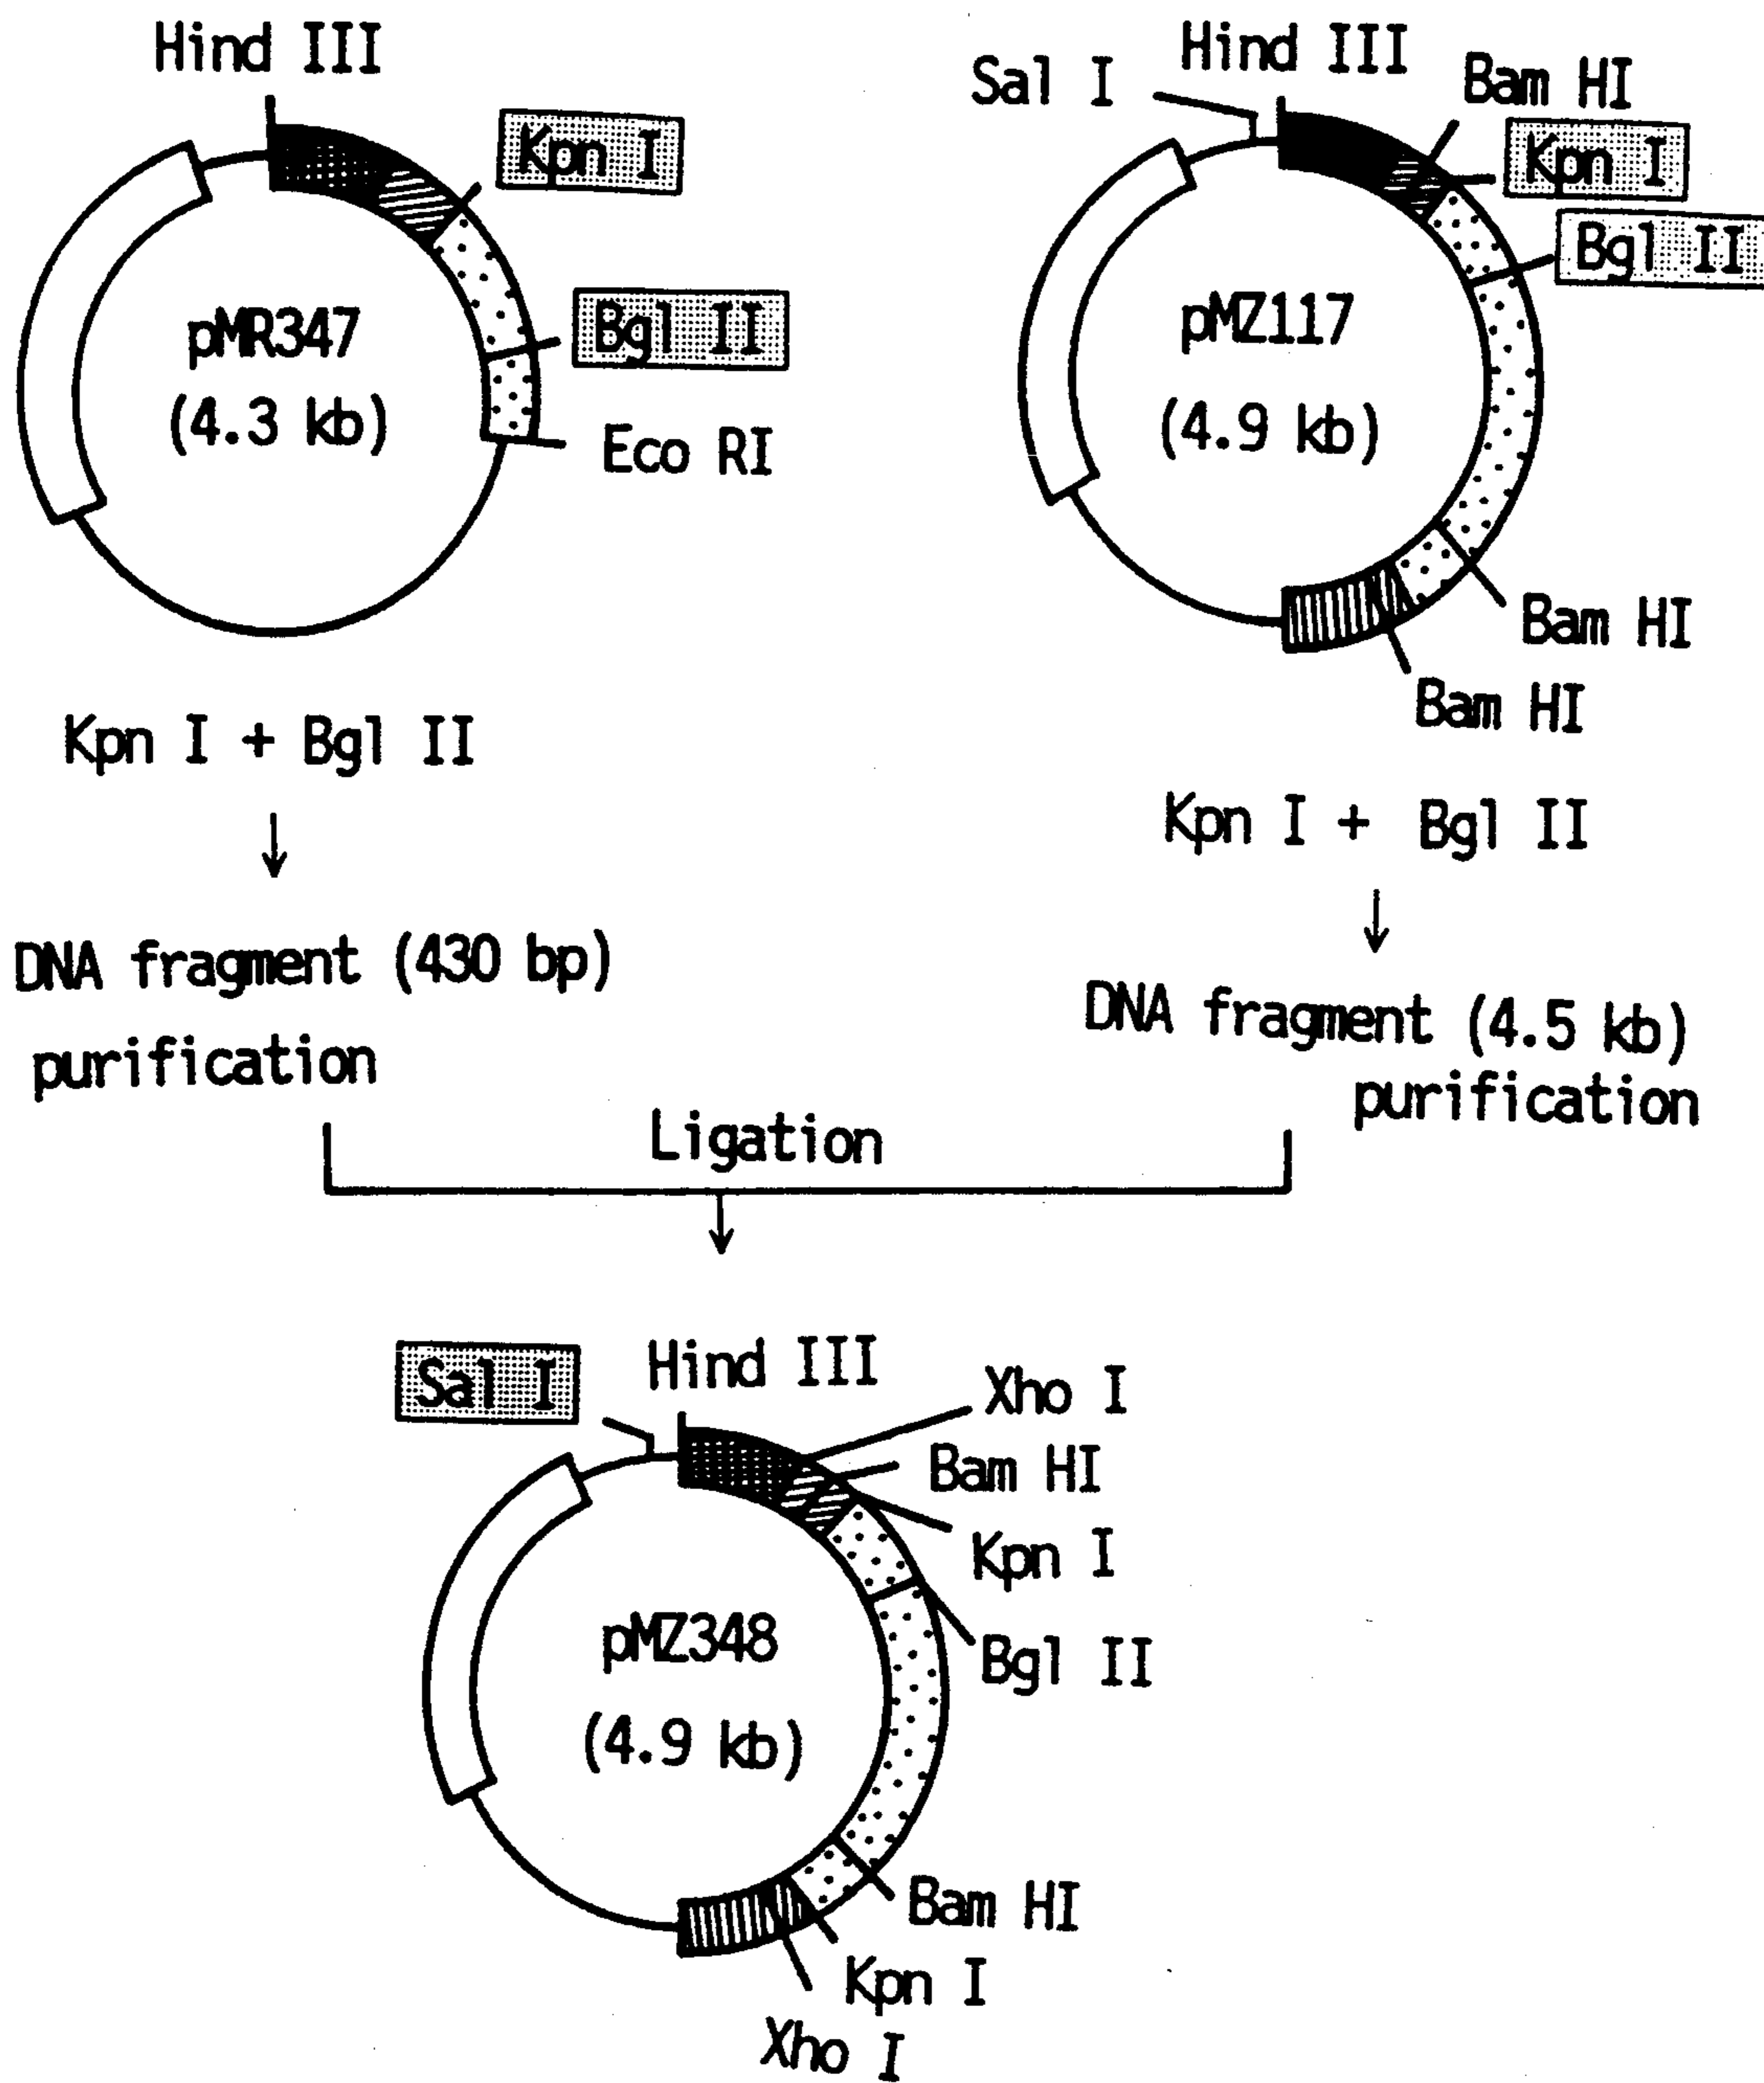 Hind III
Kpn I
pMR347
(4.3 kb)
Bgl II
Eco RI
Kpn I + Bgl II
DNA fragment (430 bp)
purification
Sal I
Hind III
Bam HI
Kpn I
Bgl II
pMZ117
(4.9 kb)
Bam HI
Bam HI
Kpn I + Bgl II
DNA fragment (4.5 kb)
purification
Ligation
Sal I
Hind III
Xho I
Bam HI
Kpn I
pMZ348
(4.9 kb)
Bgl II
Bam HI
Kpn I
Xho I